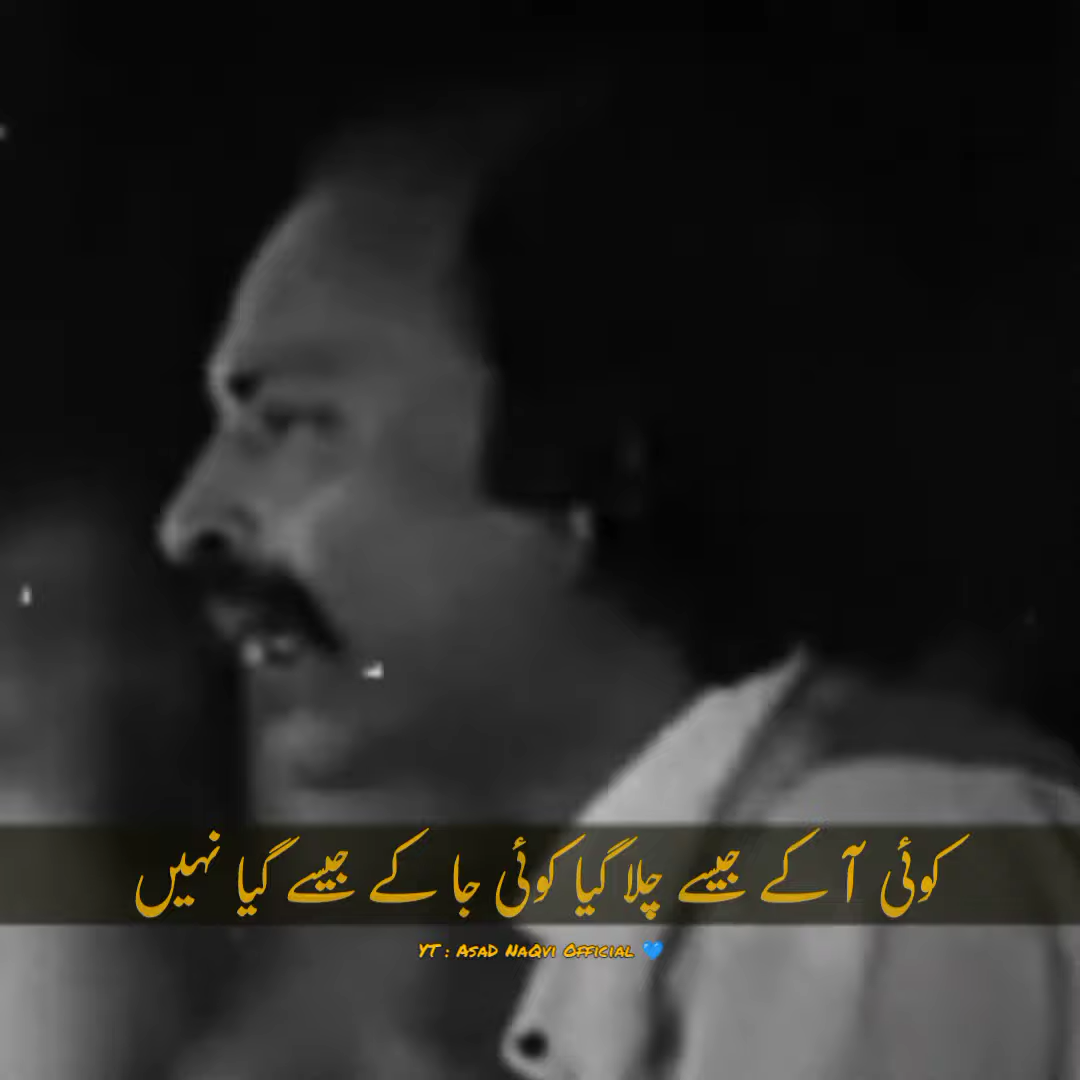 کوئی آ کے جیسے چلا گیا کوئی جا کے جیسے گیا نہیں
YT : Asad NaQvi Official 💙